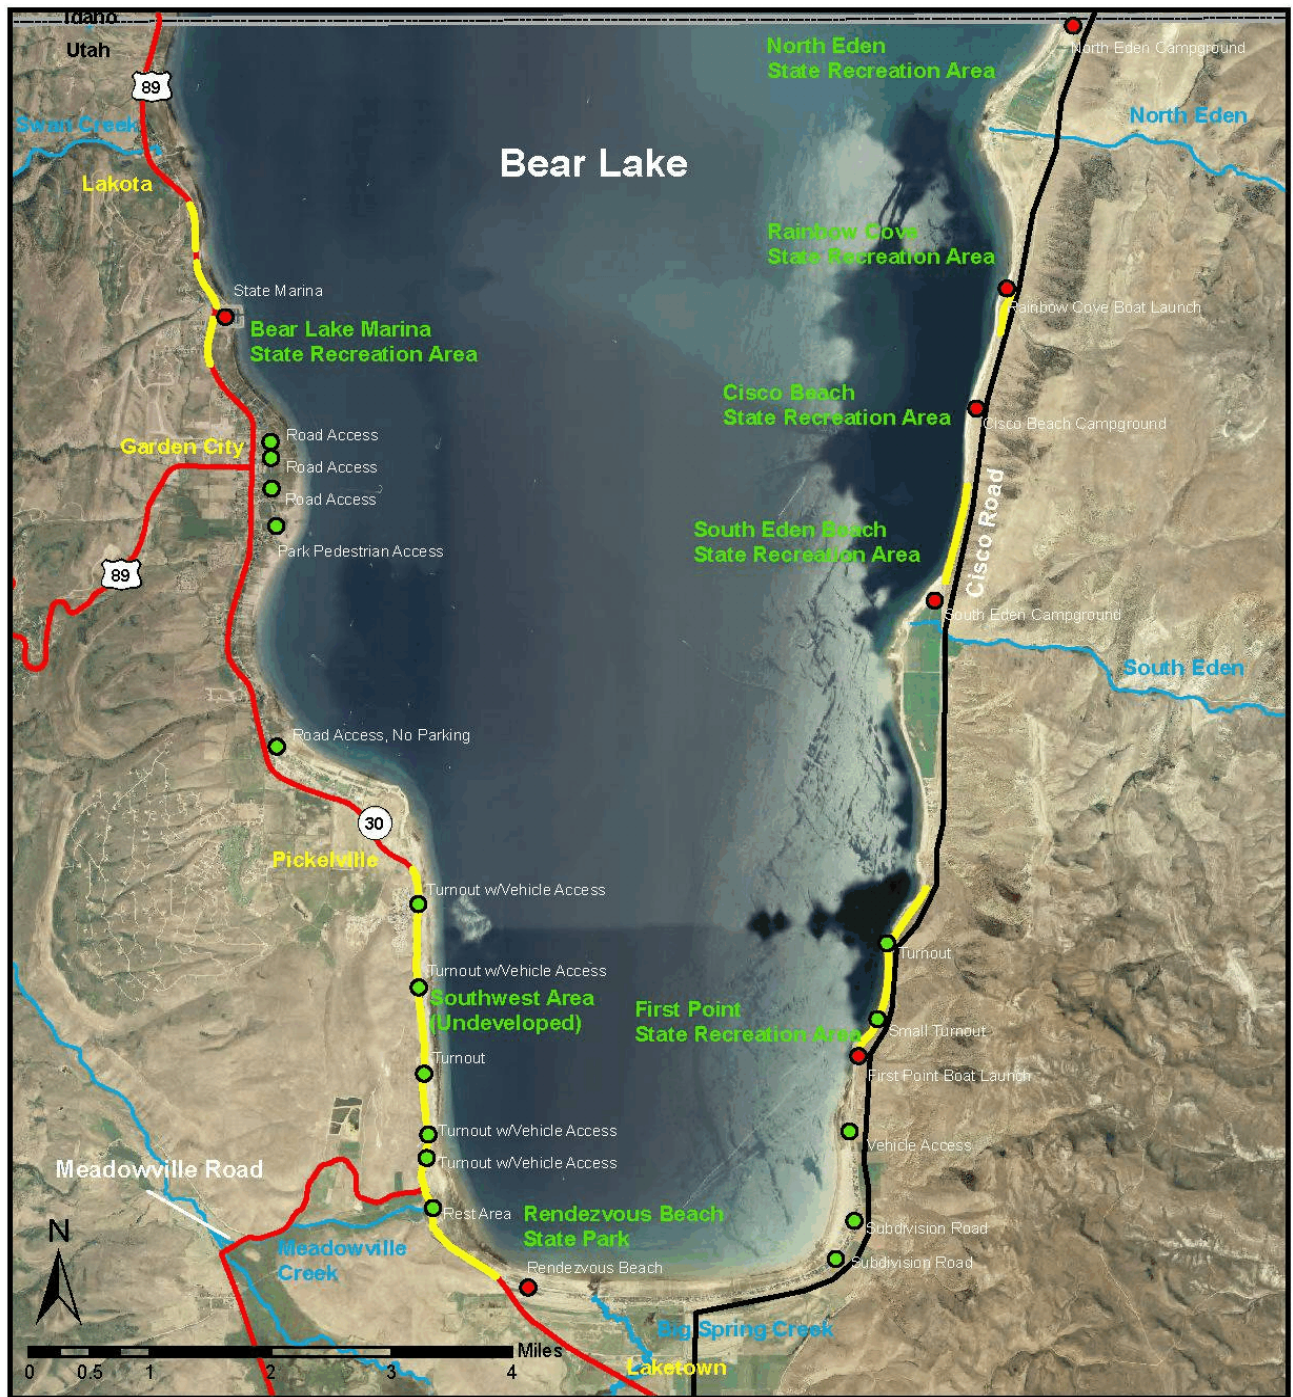 Idaho
Utah
89
Swan Creek
Lakota
North Eden
State Recreation Area
North Eden Campground
North Eden
Bear Lake
Rainbow Cove
State Recreation Area
Rainbow Cove Boat Launch
State Marina
Bear Lake Marina
State Recreation Area
Cisco Beach
State Recreation Area
Cisco Beach Campground
Garden City
Road Access
Road Access
Road Access
Park Pedestrian Access
89
Cisco Road
South Eden Beach
State Recreation Area
South Eden Campground
South Eden
Road Access, No Parking
30
Pickelville
Turnout w/Vehicle Access
Turnout w/Vehicle Access
Southwest Area
(Undeveloped)
Turnout
Turnout w/Vehicle Access
Turnout w/Vehicle Access
Turnout
First Point
State Recreation Area
Small Turnout
First Point Boat Launch
Vehicle Access
Meadowville Road
Rest Area
Rendezvous Beach
State Park
Rendezvous Beach
Subdivision Road
Subdivision Road
N
Meadowville
Creek
Big Spring Creek
Laketown
Miles
0 0.5 1 2 3 4